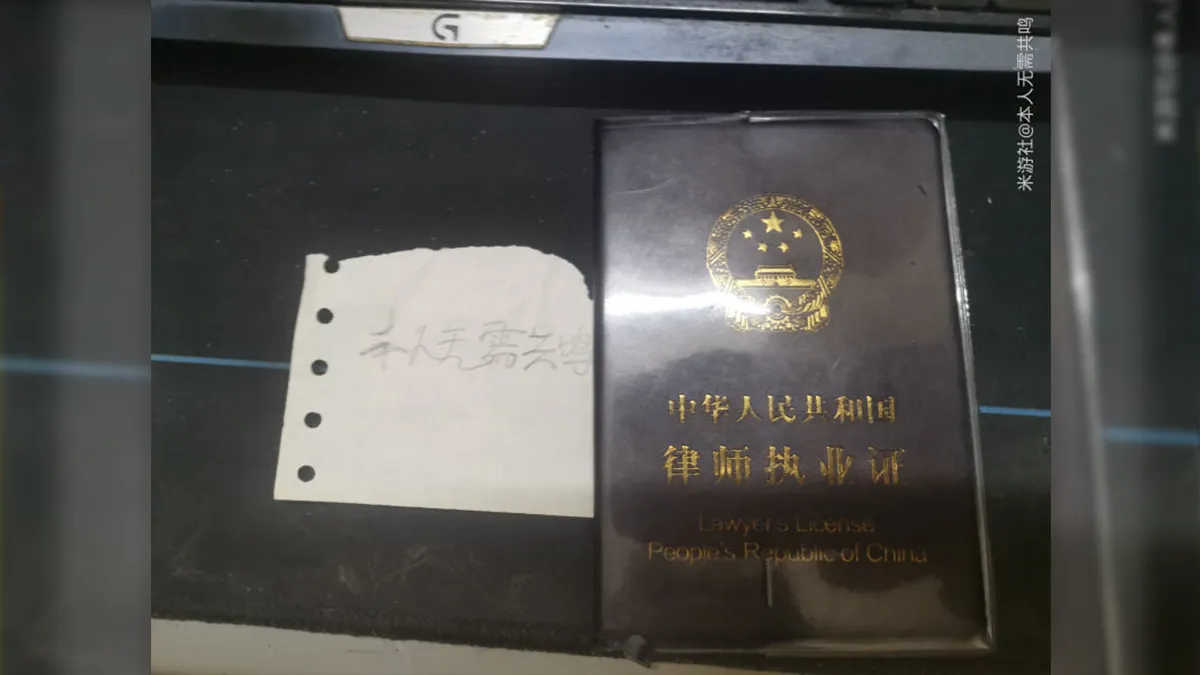 米游社@本人无需共鸣
本人无需共鸣
中华人民共和国
律师执业证
Lawyer's License
People's Republic of China